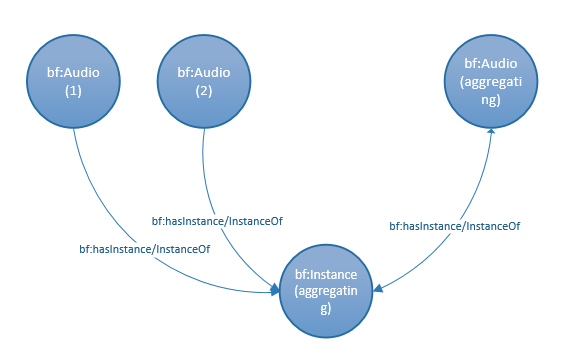 bf:Audio
(1)
bf:Audio
(2)
bf:Audio
(aggregati
ng)
bf:hasInstance/InstanceOf
bf:hasInstance/InstanceOf
bf:hasInstance/InstanceOf
bf:Instance
(aggregatin
g)